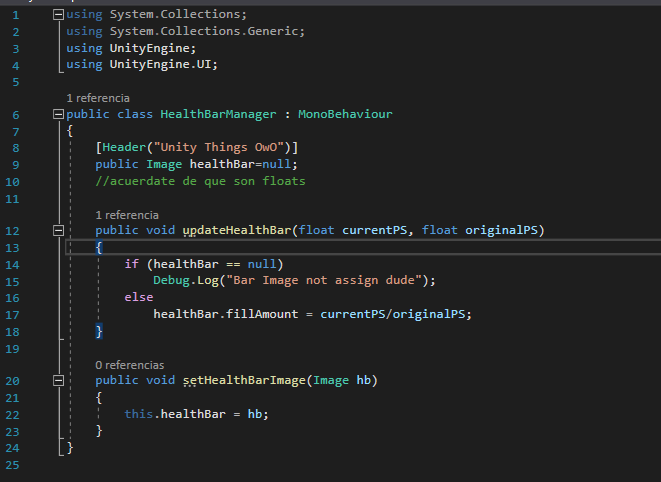 1 using System.Collections;
2 using System.Collections.Generic;
3 using UnityEngine;
4 using UnityEngine.UI;
5
1 referencia
6 public class HealthBarManager : MonoBehaviour
7 {
8 [Header("Unity Things OwO")]
9 public Image healthBar=null;
10 //acuerdate de que son floats
11
1 referencia
12 public void updateHealthBar(float currentPS, float originalPS)
13 {
14 if (healthBar == null)
15 Debug.Log("Bar Image not assign dude");
16 else
17 healthBar.fillAmount = currentPS/originalPS;
18 }
19
0 referencias
20 public void setHealthBarImage(Image hb)
21 {
22 this.healthBar = hb;
23 }
24 }
25